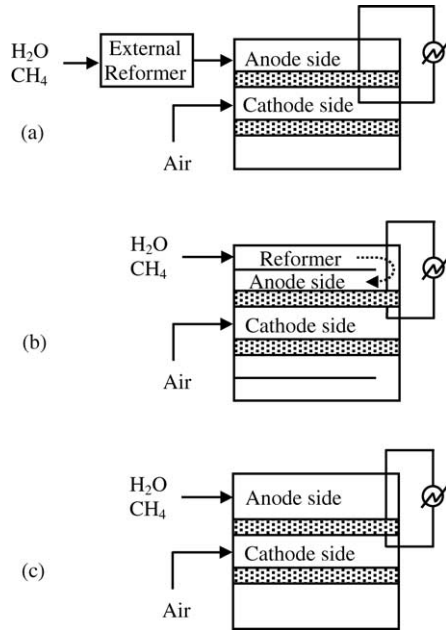 H₂O
CH₄
External
Reformer
Anode side
Cathode side
Air
(a)
H₂O
CH₄
Reformer
Anode side
Cathode side
Air
(b)
H₂O
CH₄
Anode side
Cathode side
Air
(c)